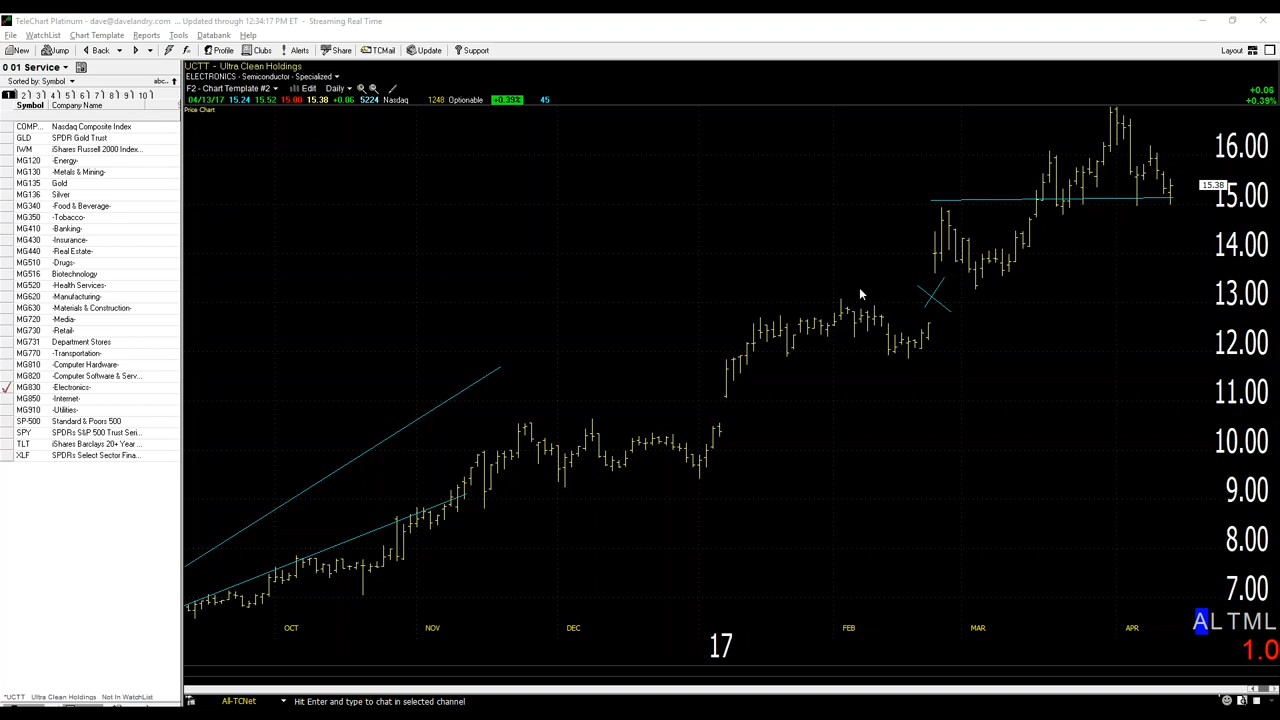 TeleChart Platinum - dave@davelandry.com ... Updated through 12:34:17 PM ET - Streaming Real Time
File WatchList Chart Template Reports Tools Databank Help
New Jump Back Profile Clubs Alerts Share TCMail Update Support Layout
0 01 Service
Sorted by: Symbol abc..
1 2 3 4 5 6 7 8 9 10
Symbol Company Name
COMP... Nasdaq Composite Index
GLD SPDR Gold Trust
IWM iShares Russell 2000 Index...
MG120 -Energy-
MG130 -Metals & Mining-
MG135 Gold
MG136 Silver
MG340 -Food & Beverage-
MG350 -Tobacco-
MG410 -Banking-
MG430 -Insurance-
MG440 -Real Estate-
MG510 -Drugs-
MG516 Biotechnology
MG520 -Health Services-
MG620 -Manufacturing-
MG630 -Materials & Construction-
MG720 -Media-
MG730 -Retail-
MG731 Department Stores
MG770 -Transportation-
MG810 -Computer Hardware-
MG820 -Computer Software & Serv...
MG830 -Electronics-
MG850 -Internet-
MG910 -Utilities-
SP-500 Standard & Poors 500
SPY SPDRs S&P 500 Trust Seri...
TLT iShares Barclays 20+ Year ...
XLF SPDRs Select Sector Fina...
*UCTT Ultra Clean Holdings Not In WatchList
UCTT - Ultra Clean Holdings
ELECTRONICS - Semiconductor - Specialized
F2 - Chart Template #2 Edit Daily
04/13/17 15.24 15.52 15.00 15.38 +0.06 5224 Nasdaq 1248 Optionable +0.39% 45
+0.06
+0.39%
Price Chart
16.00
15.38
15.00
14.00
13.00
12.00
11.00
10.00
9.00
8.00
7.00
OCT NOV DEC 17 FEB MAR APR
ALTML
1.0
All-TCNet Hit Enter and type to chat in selected channel